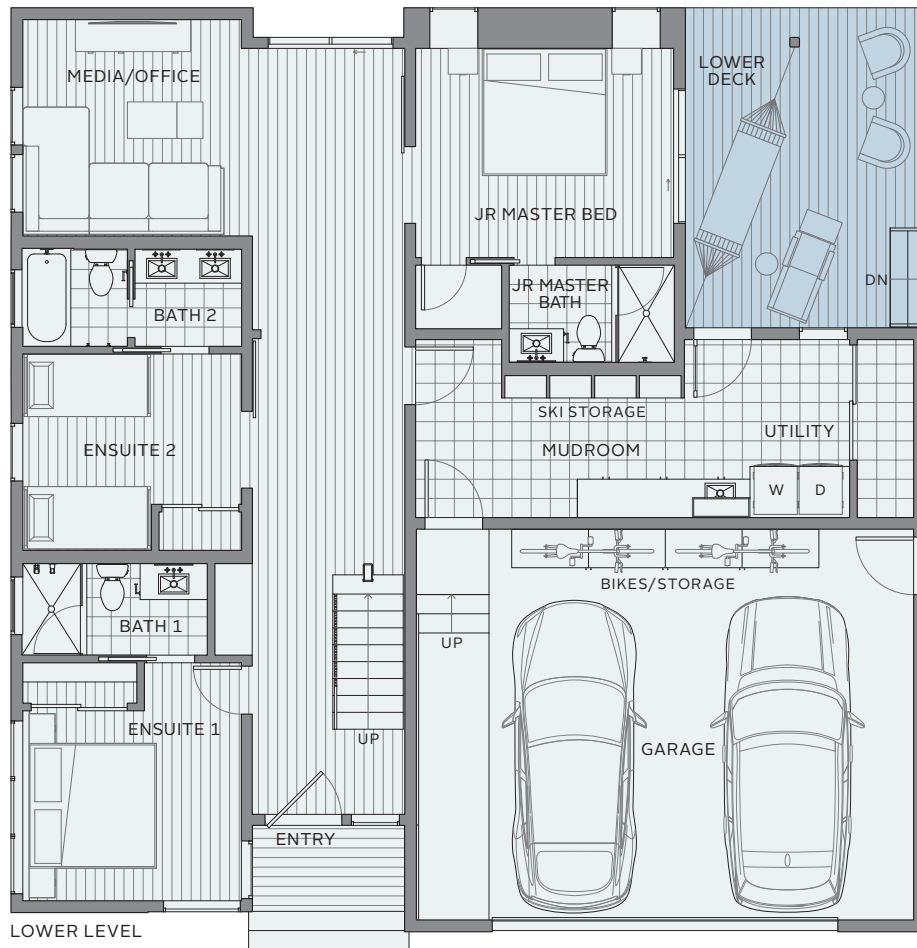 MEDIA/OFFICE
LOWER
DECK
JR MASTER BED
DN
JR MASTER
BATH
BATH 2
SKI STORAGE
UTILITY
MUDROOM
ENSUITE 2
W
D
BIKES/STORAGE
BATH 1
UP
ENSUITE 1
UP
GARAGE
ENTRY
LOWER LEVEL